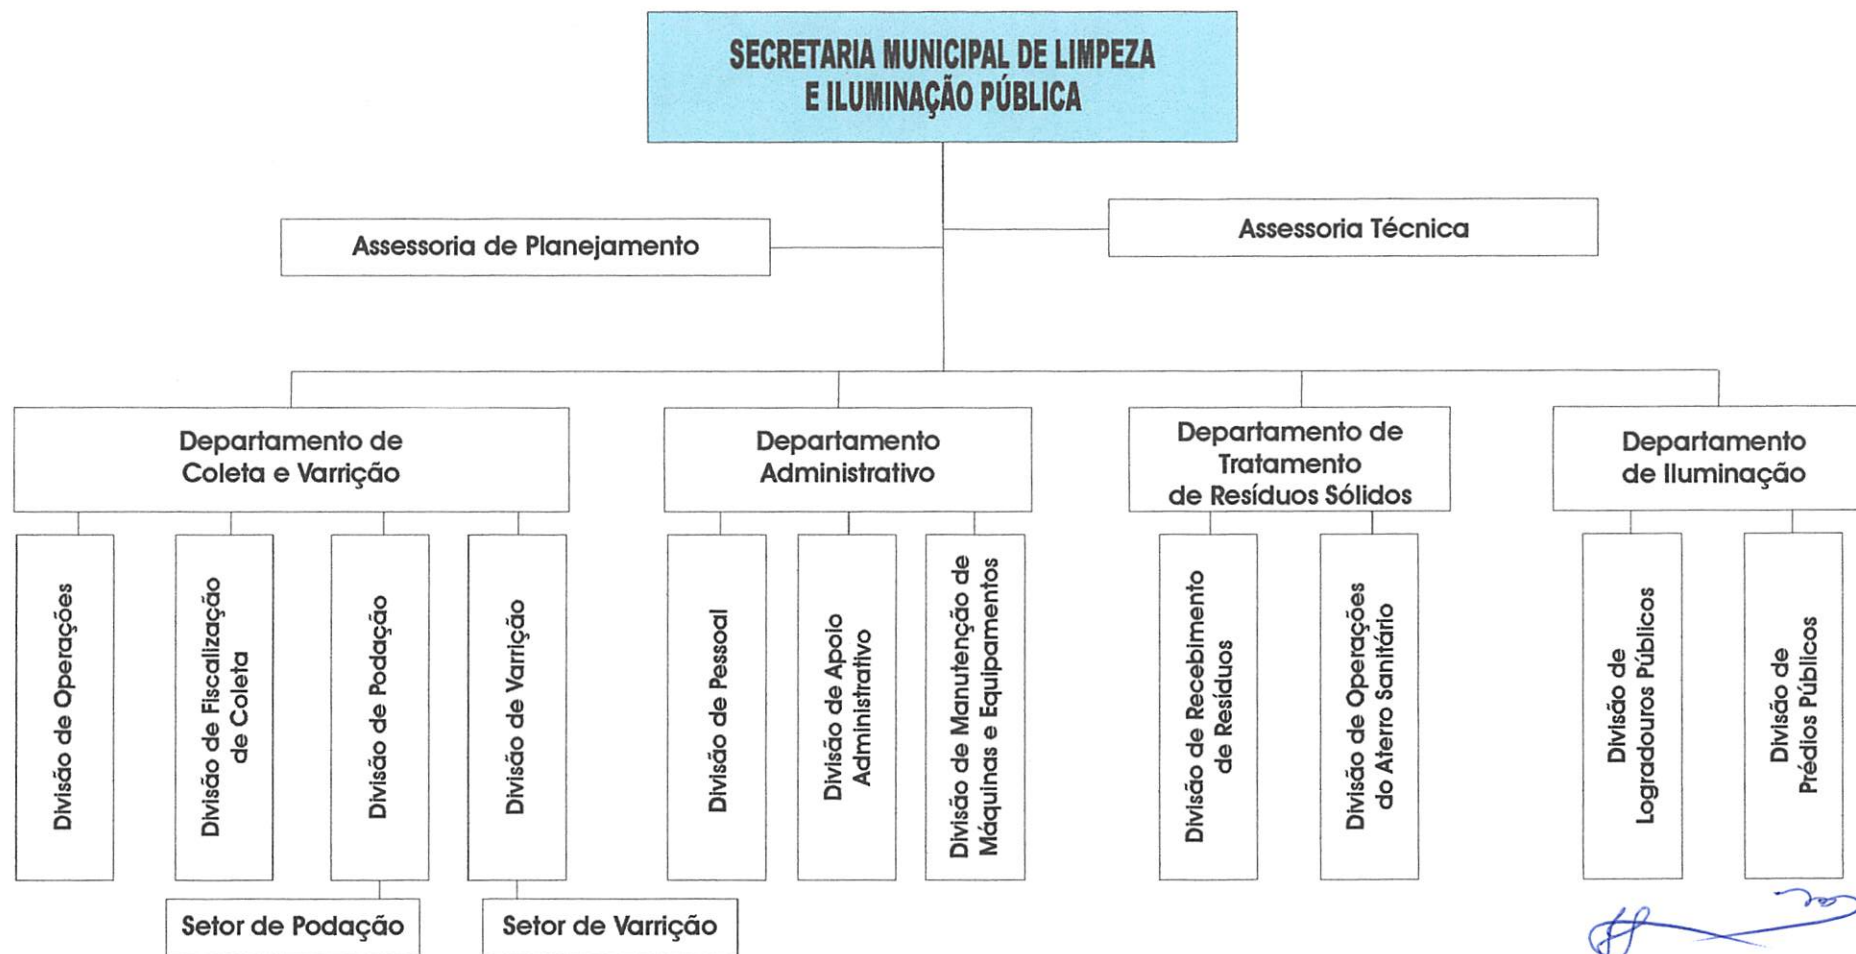 SECRETARIA MUNICIPAL DE LIMPEZA
E ILUMINAÇÃO PÚBLICA
Assessoria de Planejamento
Assessoria Técnica
Departamento de
Coleta e Varrição
Departamento
Administrativo
Departamento de
Tratamento
de Resíduos Sólidos
Departamento
de Iluminação
Divisão de Operações
Divisão de Fiscalização
de Coleta
Divisão de Podação
Divisão de Varrição
Divisão de Pessoal
Divisão de Apoio
Administrativo
Divisão de Manutenção de
Máquinas e Equipamentos
Divisão de Recebimento
de Resíduos
Divisão de Operações
do Aterro Sanitário
Divisão de
Logradouros Públicos
Divisão de
Prédios Públicos
Setor de Podação
Setor de Varrição